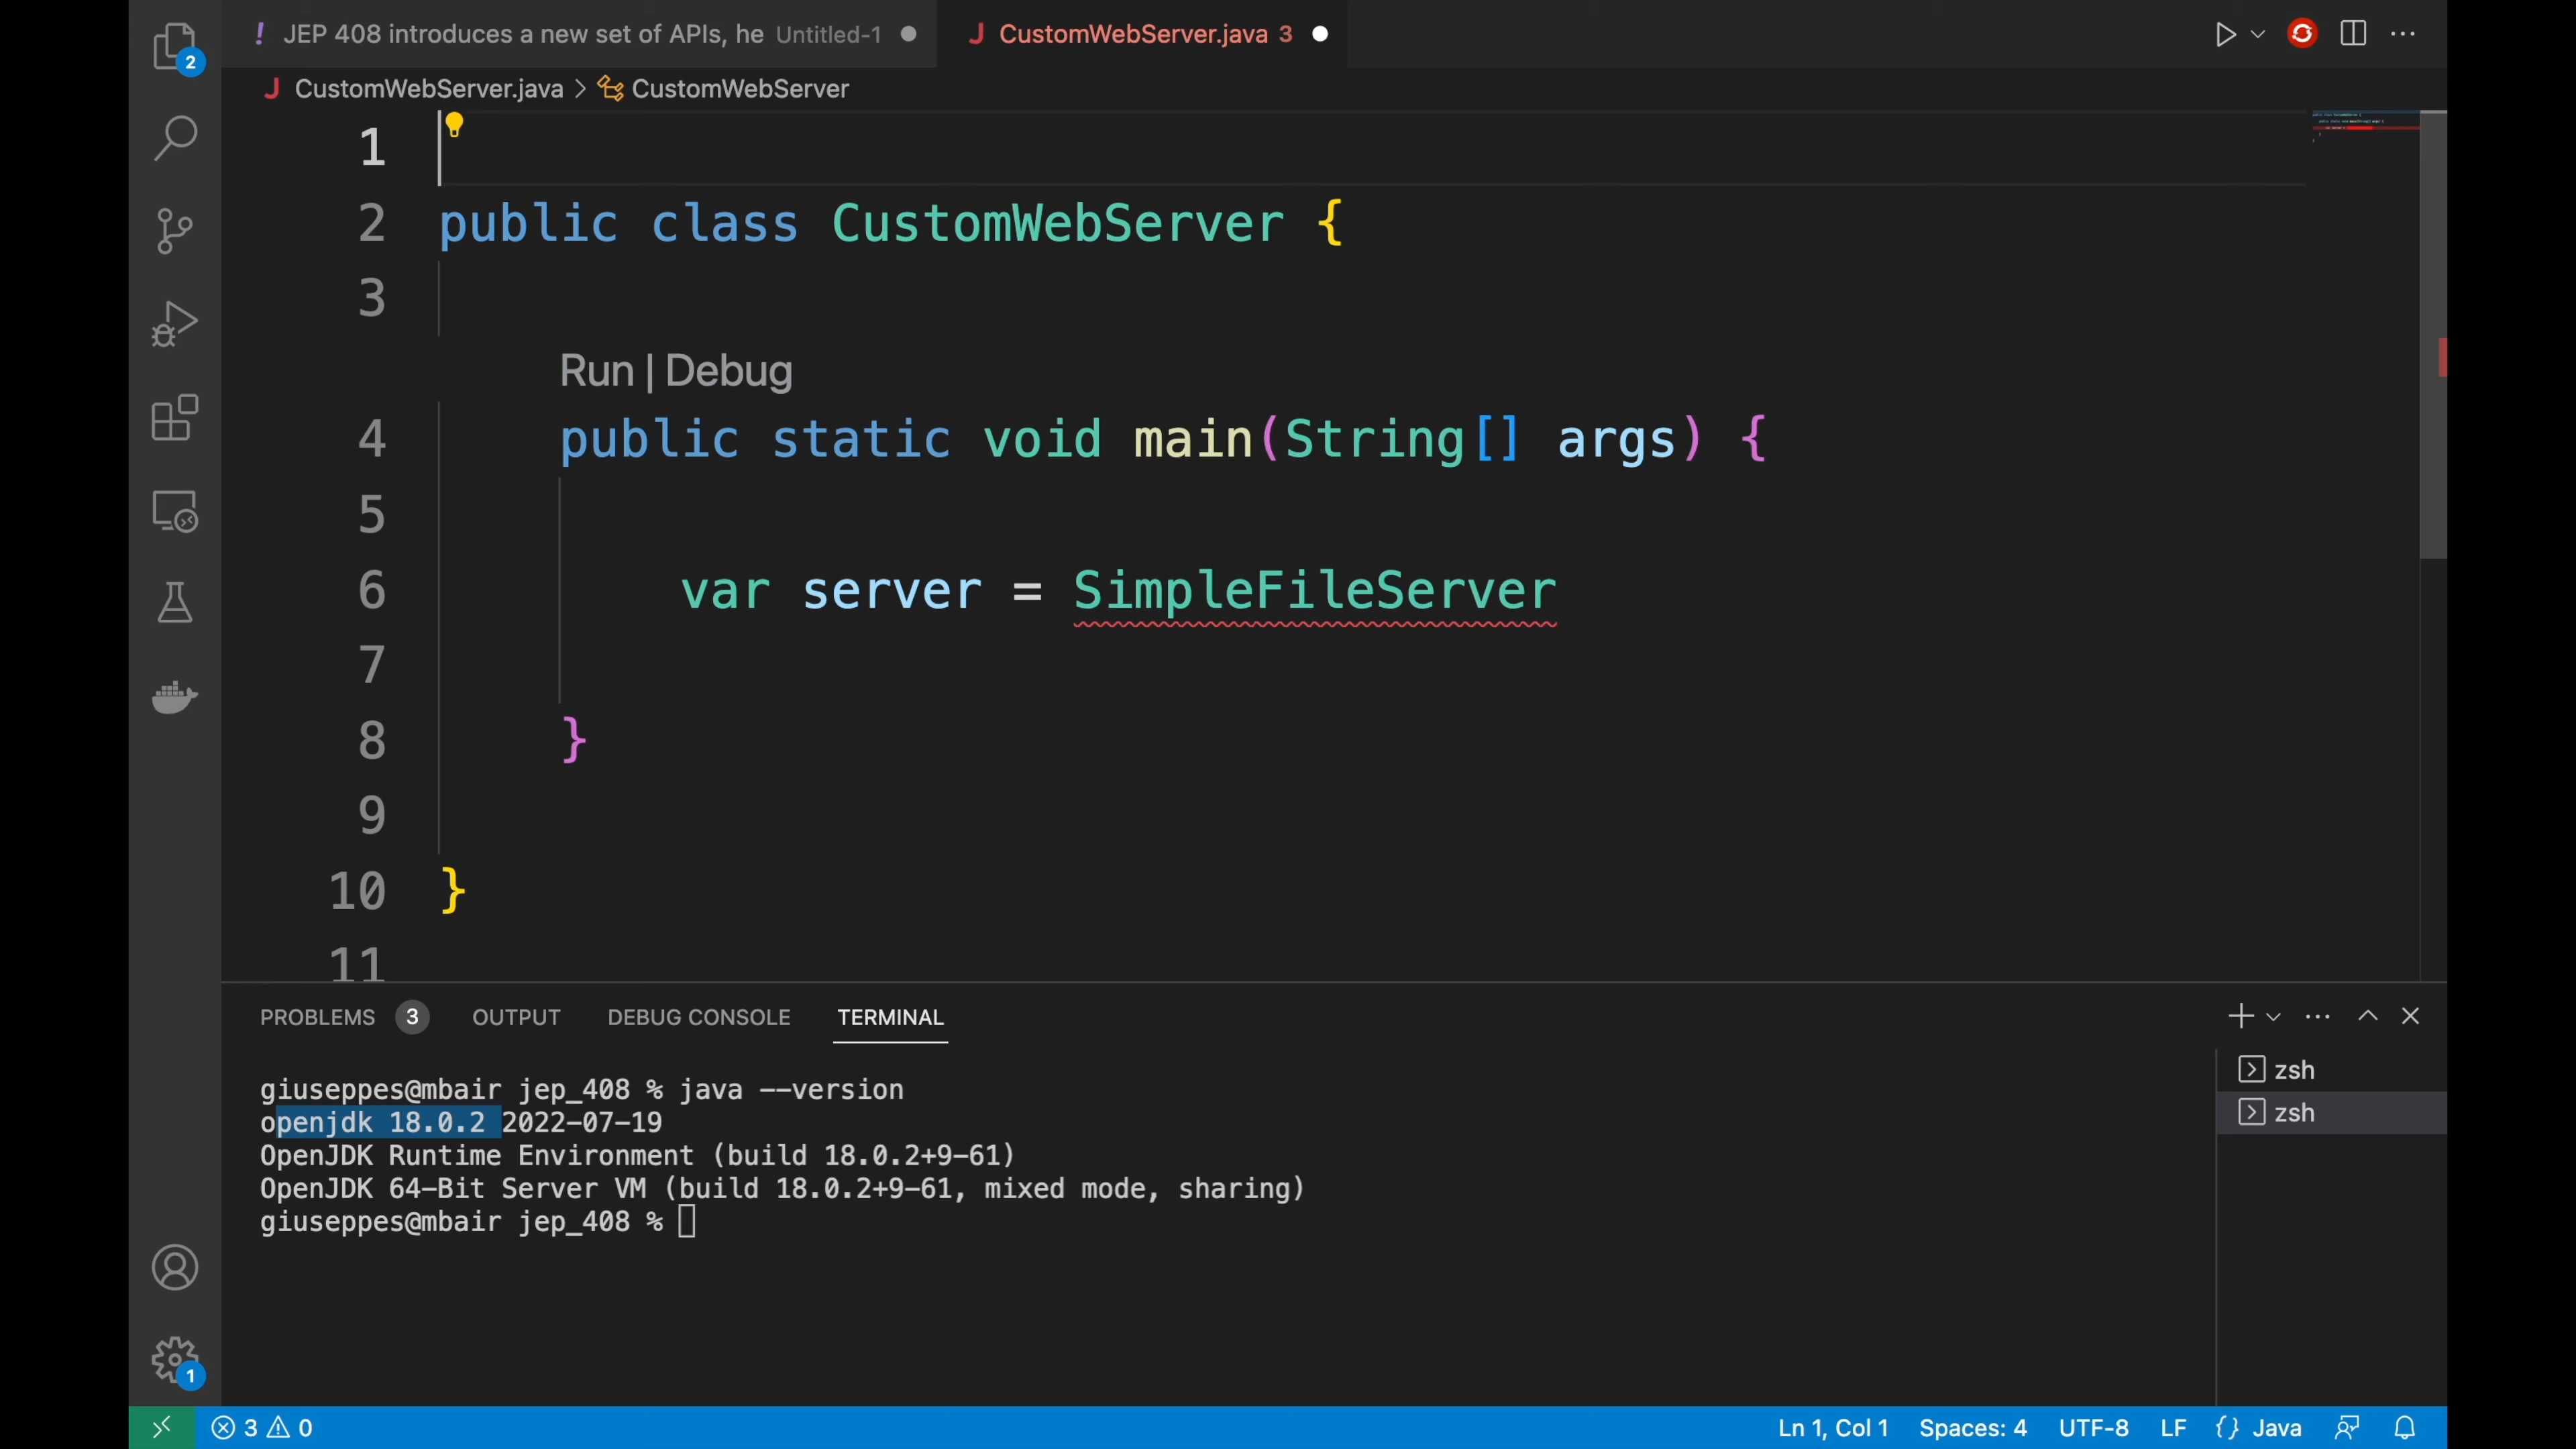 ! JEP 408 introduces a new set of APIs, he Untitled-1
J CustomWebServer.java 3
J CustomWebServer.java > CustomWebServer
2
1
2 public class CustomWebServer {
3
Run | Debug
4 public static void main(String[] args) {
5
6 var server = SimpleFileServer
7
8 }
9
10 }
11
PROBLEMS 3 OUTPUT DEBUG CONSOLE TERMINAL
giuseppes@mbair jep_408 % java --version
openjdk 18.0.2 2022-07-19
OpenJDK Runtime Environment (build 18.0.2+9-61)
OpenJDK 64-Bit Server VM (build 18.0.2+9-61, mixed mode, sharing)
giuseppes@mbair jep_408 %
zsh
zsh
1
3 0 Ln 1, Col 1 Spaces: 4 UTF-8 LF {} Java